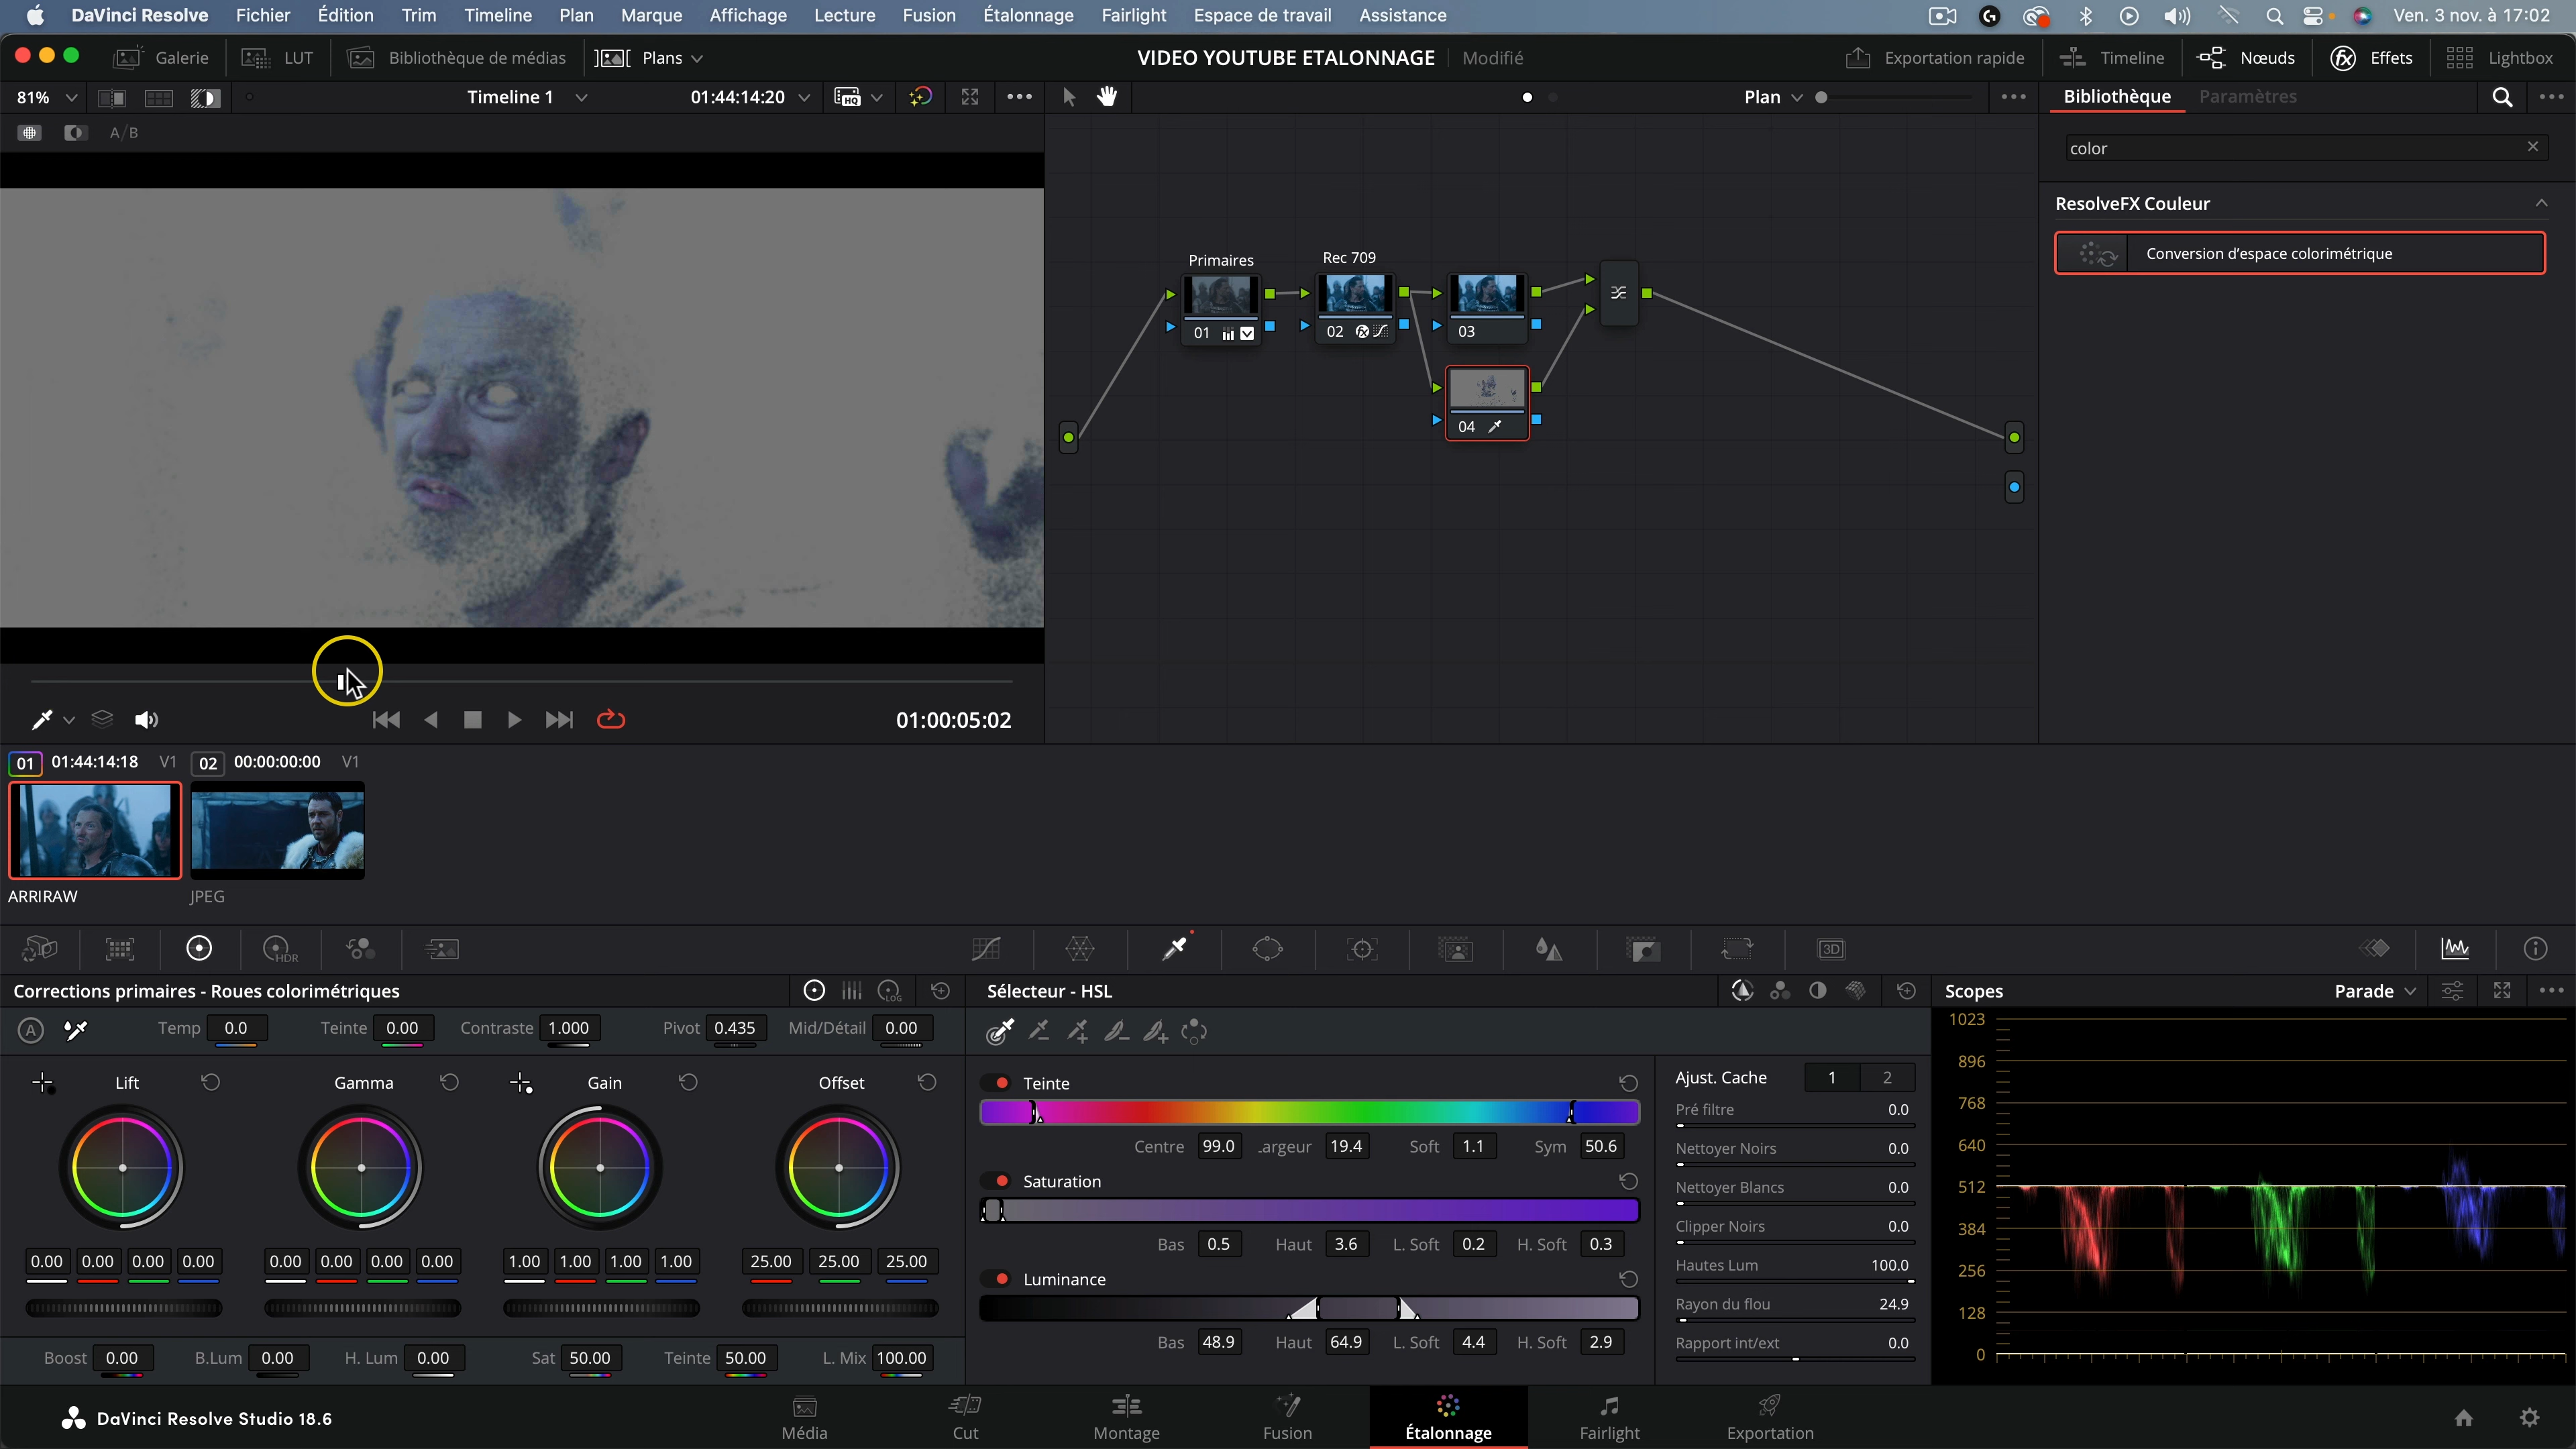 DaVinci Resolve Fichier Édition Trim Timeline Plan Marque Affichage Lecture Fusion Étalonnage Fairlight Espace de travail Assistance Ven. 3 nov. à 17:02
Galerie LUT Bibliothèque de médias Plans VIDEO YOUTUBE ETALONNAGE Modifié Exportation rapide Timeline Nœuds Effets Lightbox
81% Timeline 1 01:44:14:20 HQ Plan Bibliothèque Paramètres
A/B
color
ResolveFX Couleur
Conversion d'espace colorimétrique
Primaires Rec 709
01 02 03
04
01:00:05:02
01 01:44:14:18 V1 02 00:00:00:00 V1
ARRIRAW JPEG
HDR 3D
Corrections primaires - Roues colorimétriques LOG Sélecteur - HSL Scopes Parade
A Temp 0.0 Teinte 0.00 Contraste 1.000 Pivot 0.435 Mid/Détail 0.00
Lift Gamma Gain Offset
0.00 0.00 0.00 0.00 0.00 0.00 0.00 0.00 1.00 1.00 1.00 1.00 25.00 25.00 25.00
Boost 0.00 B.Lum 0.00 H. Lum 0.00 Sat 50.00 Teinte 50.00 L. Mix 100.00
Teinte
Centre 99.0 .argeur 19.4 Soft 1.1 Sym 50.6
Saturation
Bas 0.5 Haut 3.6 L. Soft 0.2 H. Soft 0.3
Luminance
Bas 48.9 Haut 64.9 L. Soft 4.4 H. Soft 2.9
Ajust. Cache 1 2
Pré filtre 0.0
Nettoyer Noirs 0.0
Nettoyer Blancs 0.0
Clipper Noirs 0.0
Hautes Lum 100.0
Rayon du flou 24.9
Rapport int/ext 0.0
1023
896
768
640
512
384
256
128
0
DaVinci Resolve Studio 18.6
Média Cut Montage Fusion Étalonnage Fairlight Exportation